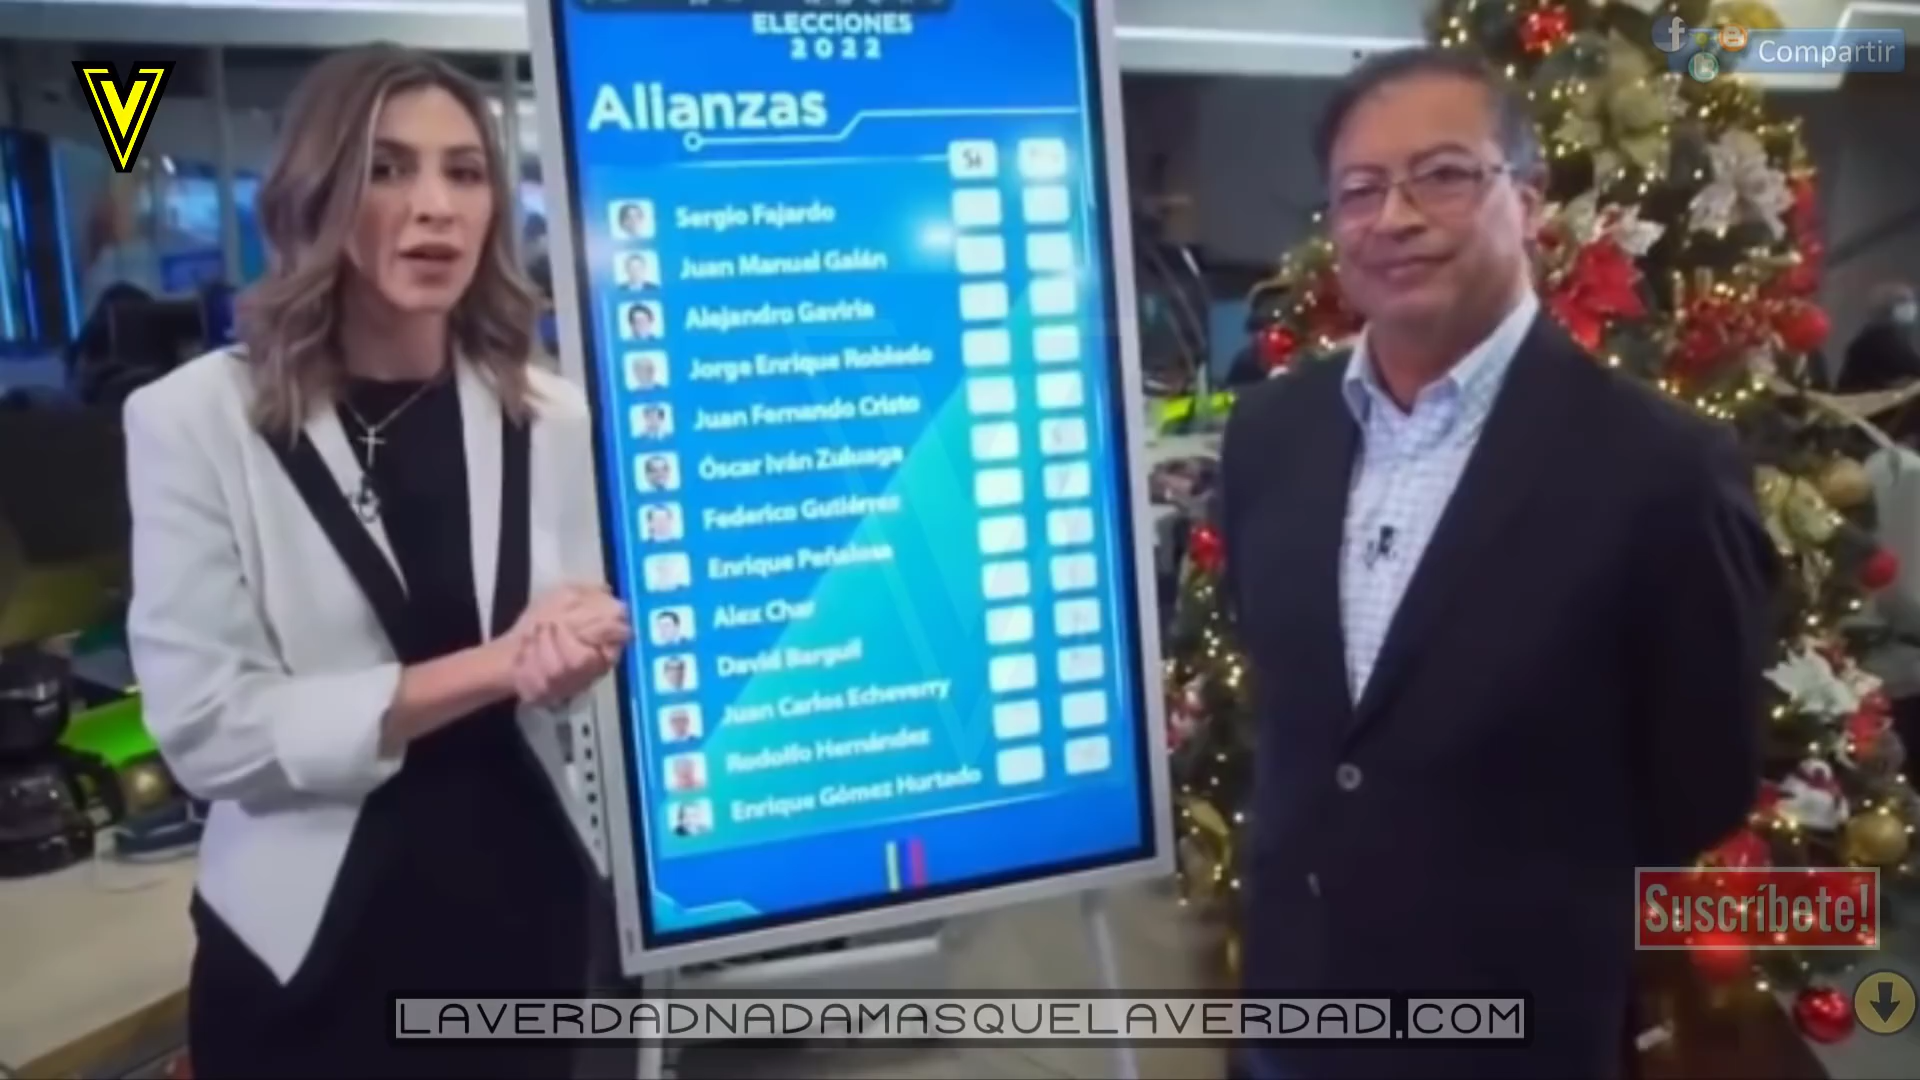 ELECCIONES
2022
Compartir
V
Alianzas
Si
Sergio Fajardo
Juan Manuel Galán
Alejandro Gaviria
Jorge Enrique Robledo
Juan Fernando Cristo
Óscar Iván Zuluaga
Federico Gutiérrez
Enrique Peñalosa
Alex Char
David Barguil
Juan Carlos Echeverry
Rodolfo Hernández
Enrique Gómez Hurtado
Suscríbete!
LAVERDADNADAMASQUELAVERDAD.COM